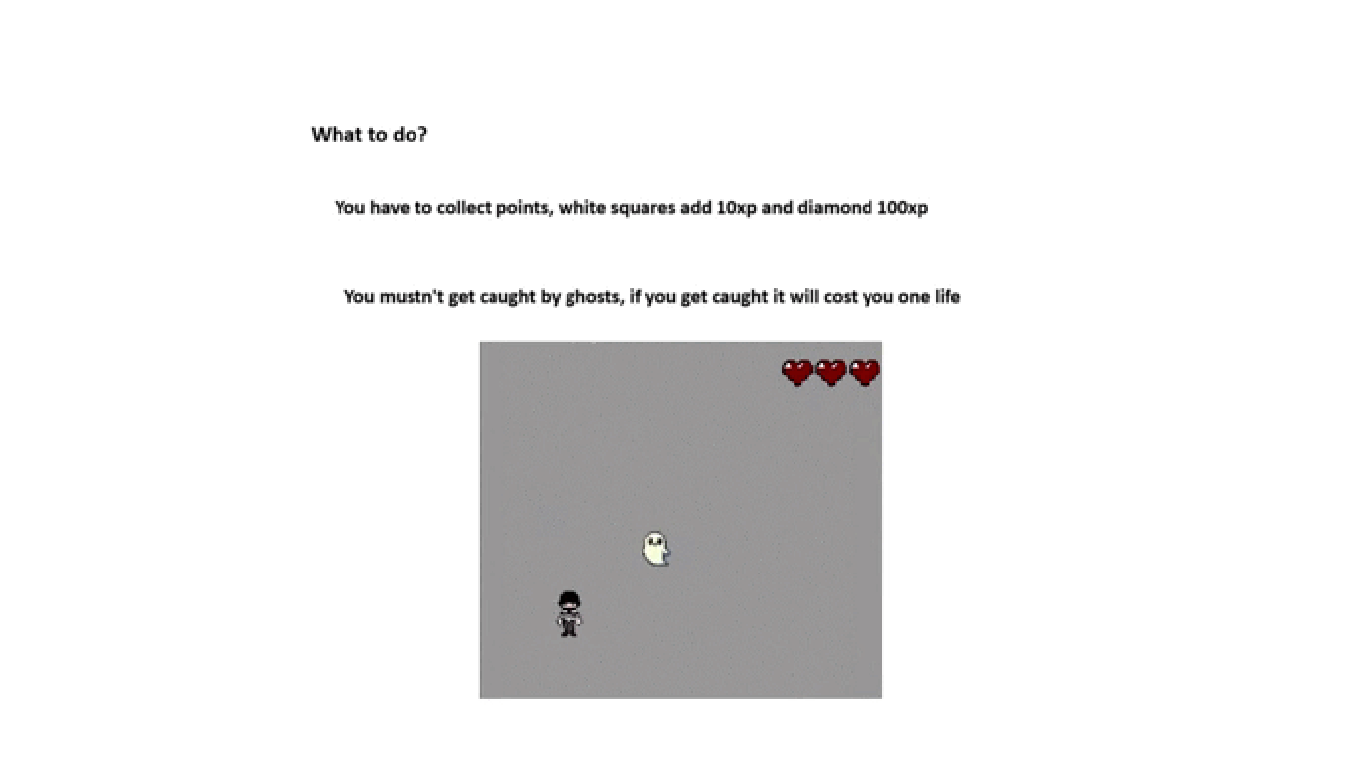 What to do?
You have to collect points, white squares add 10xp and diamond 100xp
You mustn't get caught by ghosts, if you get caught it will cost you one life